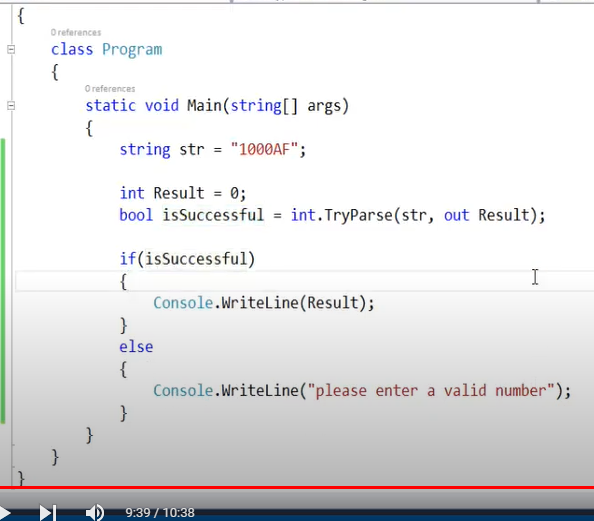 {
0 references
class Program
{
0 references
static void Main(string[] args)
{
string str = "1000AF";
int Result = 0;
bool isSuccessful = int.TryParse(str, out Result);
if(isSuccessful)
{
Console.WriteLine(Result);
}
else
{
Console.WriteLine("please enter a valid number");
}
}
}
}
9:39 / 10:38